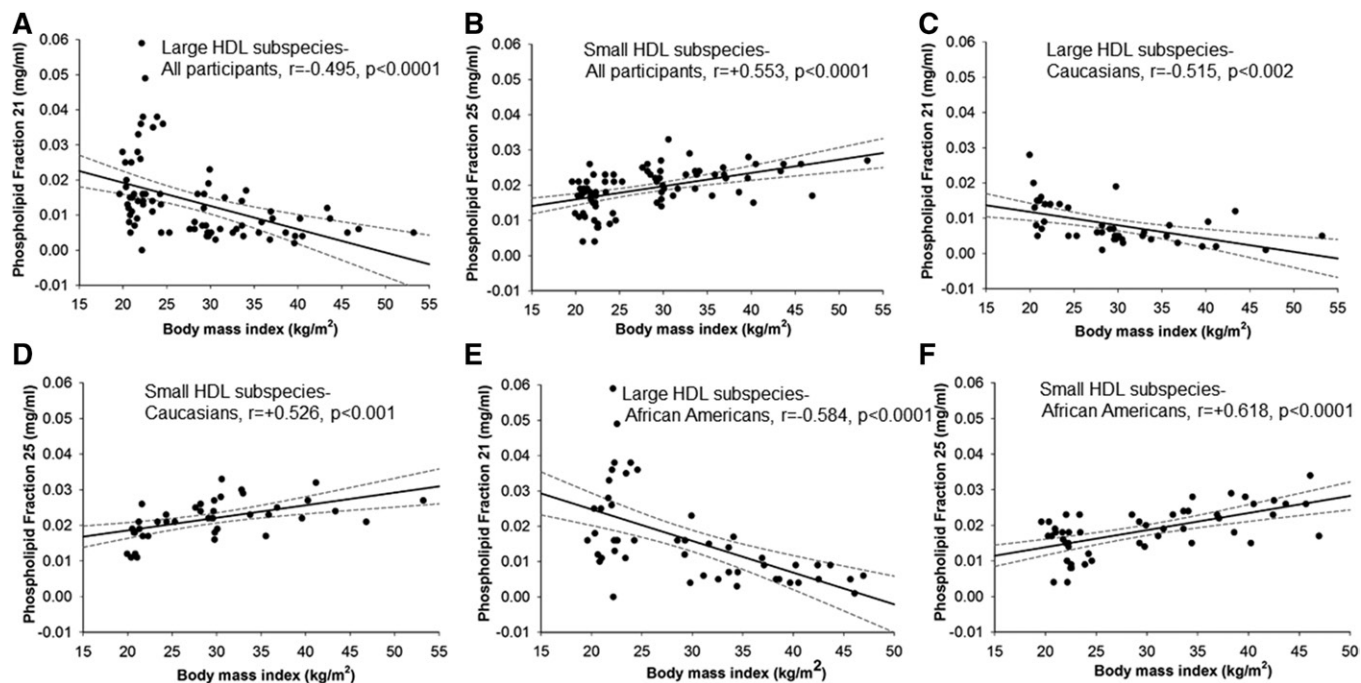 A
Large HDL subspecies-
All participants, r=-0.495, p<0.0001
Phospholipid Fraction 21 (mg/ml)
0.06
0.05
0.04
0.03
0.02
0.01
0.00
-0.01
15 20 25 30 35 40 45 50 55
Body mass index (kg/m²)
B
Small HDL subspecies-
All participants, r=+0.553, p<0.0001
Phospholipid Fraction 25 (mg/ml)
0.06
0.05
0.04
0.03
0.02
0.01
0.00
-0.01
15 20 25 30 35 40 45 50 55
Body mass index (kg/m²)
C
Large HDL subspecies-
Caucasians, r=-0.515, p<0.002
Phospholipid Fraction 21 (mg/ml)
0.06
0.05
0.04
0.03
0.02
0.01
0.00
-0.01
15 20 25 30 35 40 45 50 55
Body mass index (kg/m²)
D
Small HDL subspecies-
Caucasians, r=+0.526, p<0.001
Phospholipid Fraction 25 (mg/ml)
0.06
0.05
0.04
0.03
0.02
0.01
0.00
-0.01
15 20 25 30 35 40 45 50 55
Body mass index (kg/m²)
E
Large HDL subspecies-
African Americans, r=-0.584, p<0.0001
Phospholipid Fraction 21 (mg/ml)
0.06
0.05
0.04
0.03
0.02
0.01
0.00
-0.01
15 20 25 30 35 40 45 50
Body mass index (kg/m²)
F
Small HDL subspecies-
African Americans, r=+0.618, p<0.0001
Phospholipid Fraction 25 (mg/ml)
0.06
0.05
0.04
0.03
0.02
0.01
0.00
-0.01
15 20 25 30 35 40 45 50
Body mass index (kg/m²)